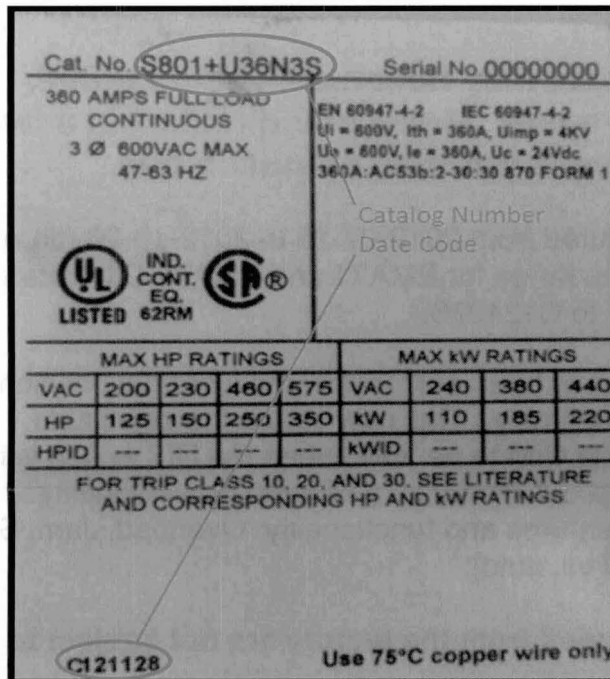 Cat. No. S801+U36N3S Serial No 00000000
360 AMPS FULL LOAD
CONTINUOUS
3 Ø 600VAC MAX
47-63 HZ
EN 60947-4-2 IEC 60947-4-2
Ui = 600V, Ith = 360A, Uimp = 4KV
Ue = 600V, Ie = 360A, Uc = 24Vdc
360A:AC53b:2-30:30 870 FORM 1
Catalog Number
Date Code
UL
LISTED
IND.
CONT.
EQ.
62RM
SA ®
MAX HP RATINGS MAX kW RATINGS
VAC 200 230 460 575 VAC 240 380 440
HP 125 150 250 350 kW 110 185 220
HPID --- --- --- --- kWID --- --- ---
FOR TRIP CLASS 10, 20, AND 30, SEE LITERATURE
AND CORRESPONDING HP AND kW RATINGS
C121128 Use 75°C copper wire only